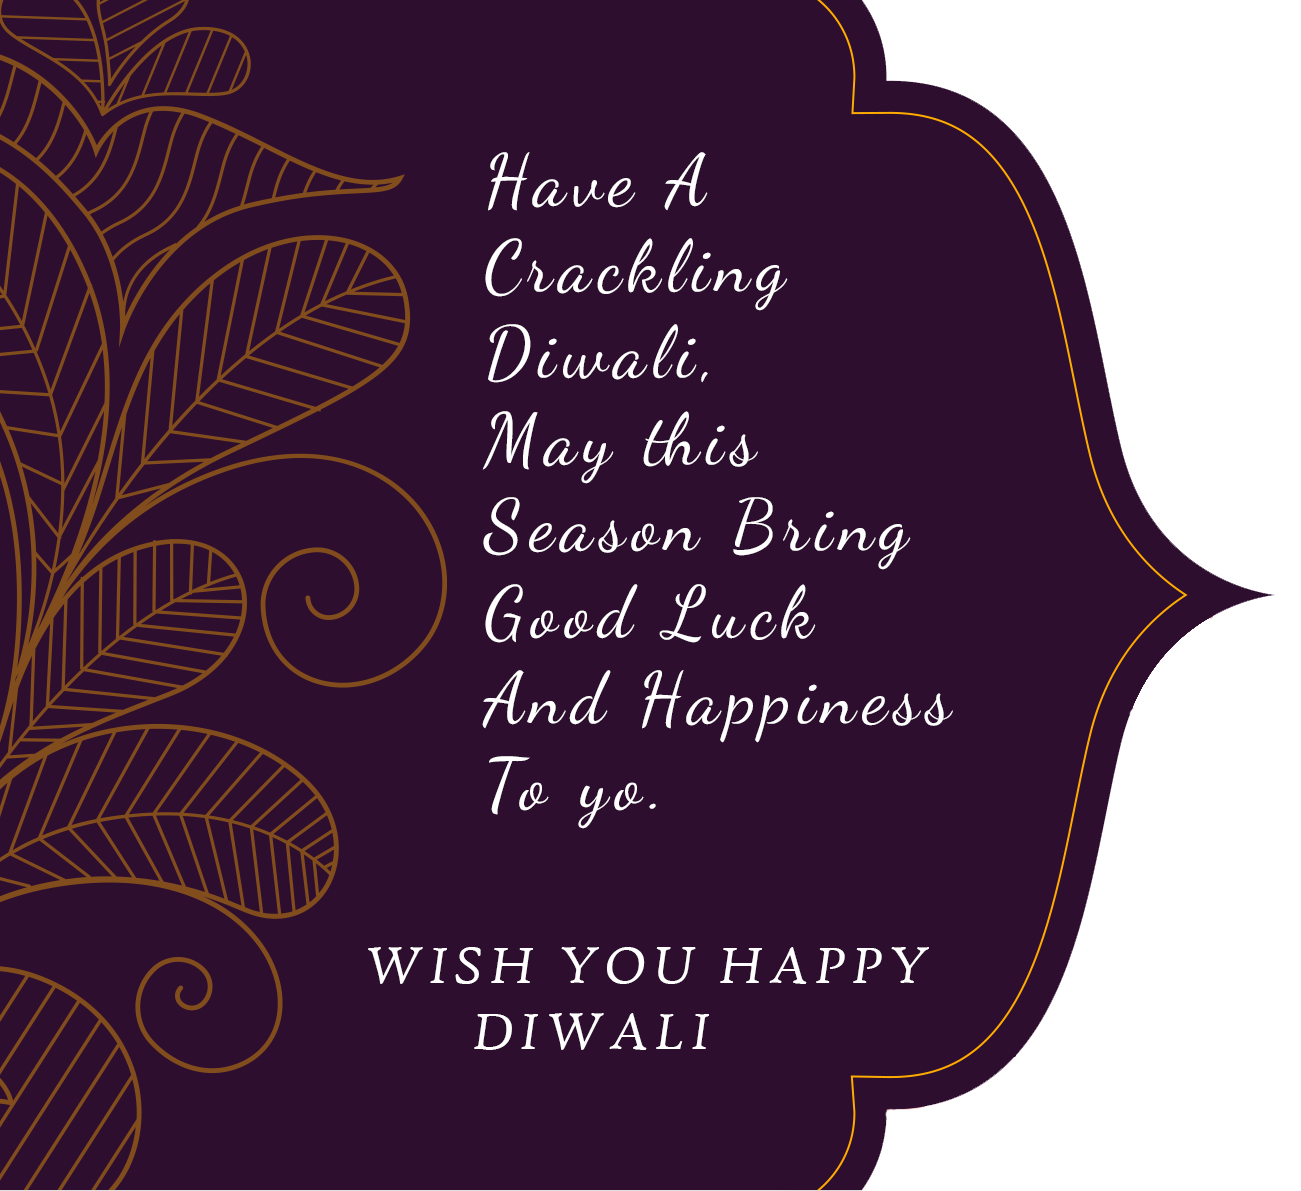 Have A
Crackling
Diwali,
May this
Season Bring
Good Luck
And Happiness
To yo.
WISH YOU HAPPY
DIWALI